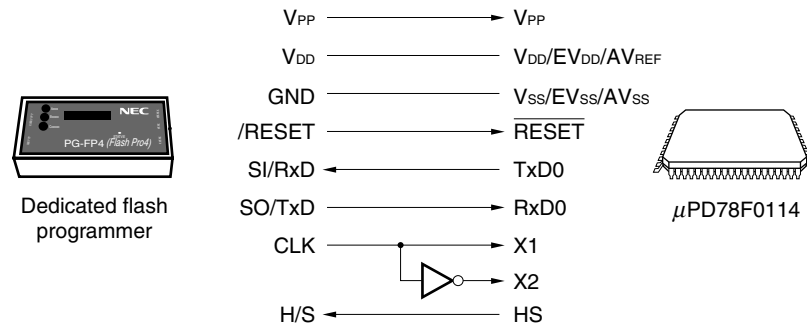 VPP VPP
VDD VDD/EVDD/AVREF
GND VSS/EVSS/AVSS
/RESET RESET
SI/RxD TxD0
SO/TxD RxD0
CLK X1
X2
H/S HS
NEC
PG-FP4 (Flash Pro4)
Dedicated flash
programmer
μPD78F0114